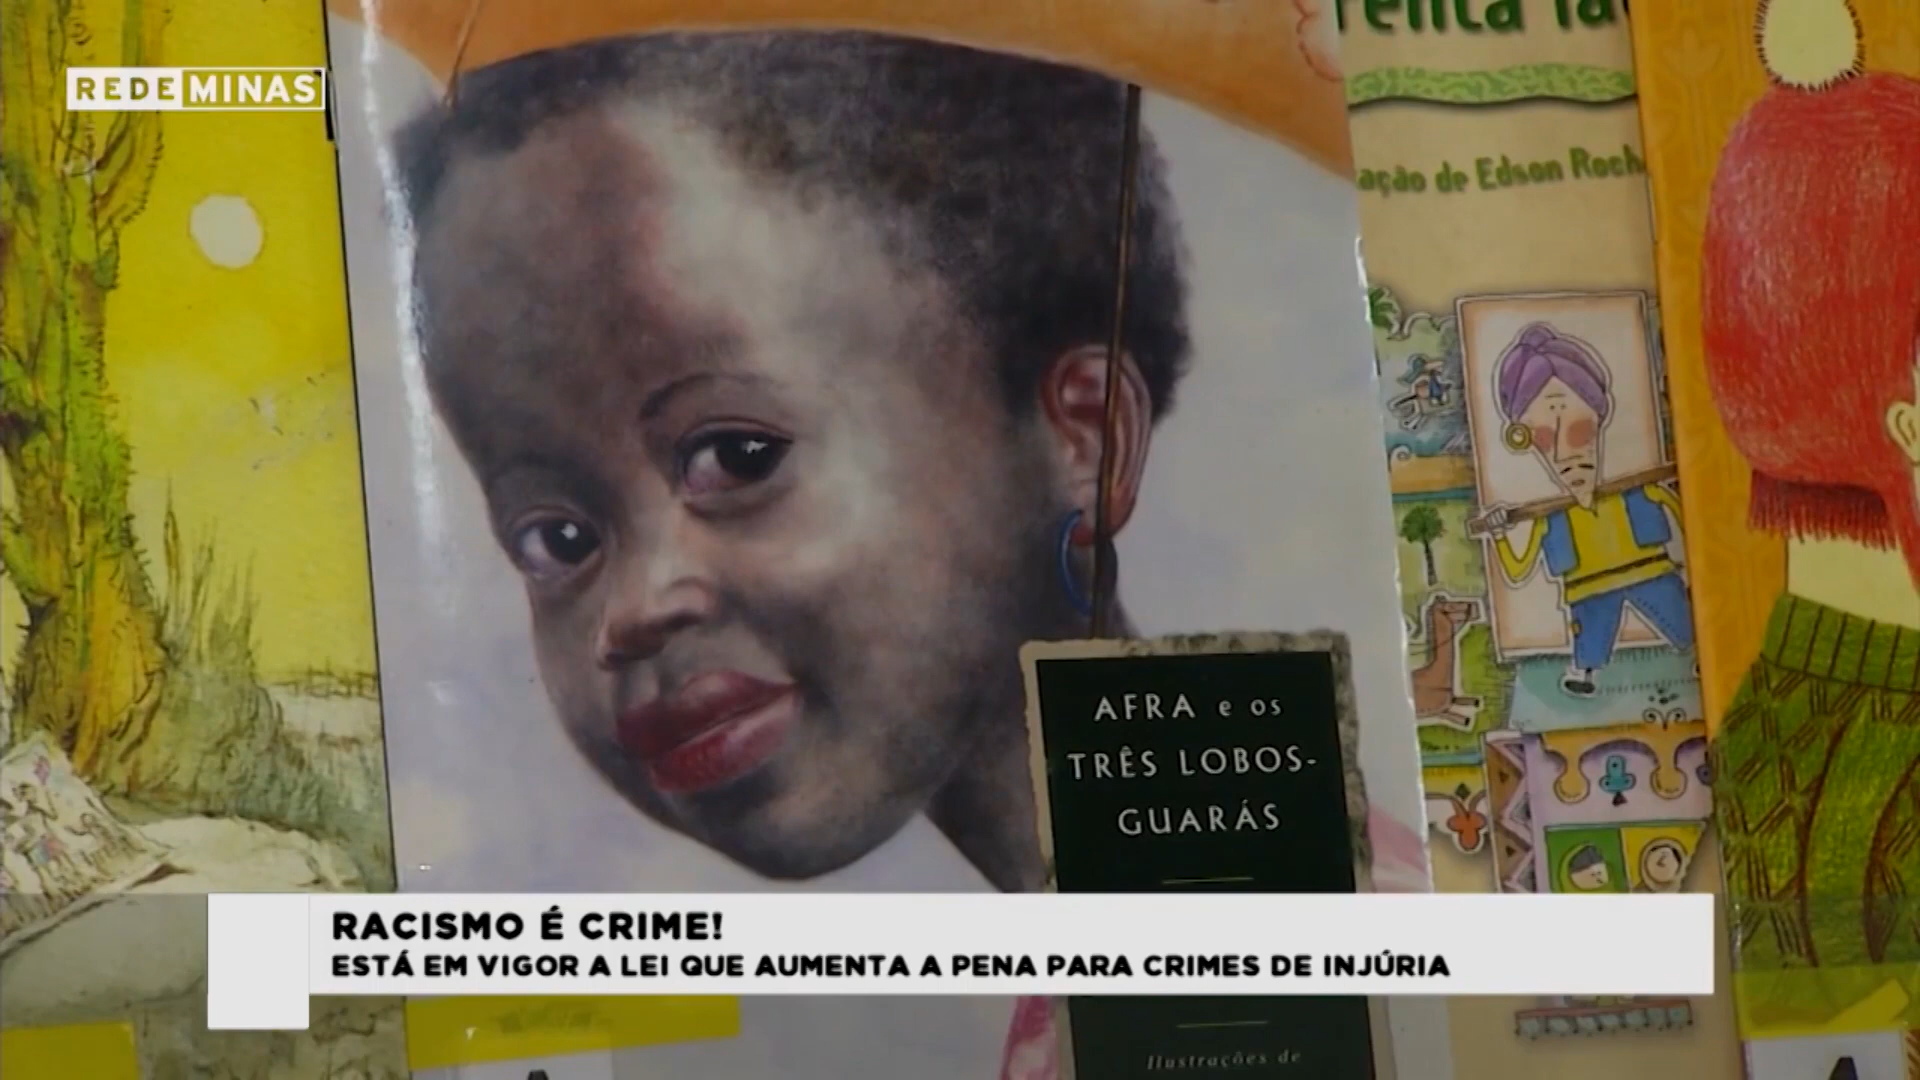 REDE MINAS
ação de Edson Roch
AFRA e os
TRÊS LOBOS-
GUARÁS
RACISMO É CRIME!
ESTÁ EM VIGOR A LEI QUE AUMENTA A PENA PARA CRIMES DE INJÚRIA
Ilustrações de